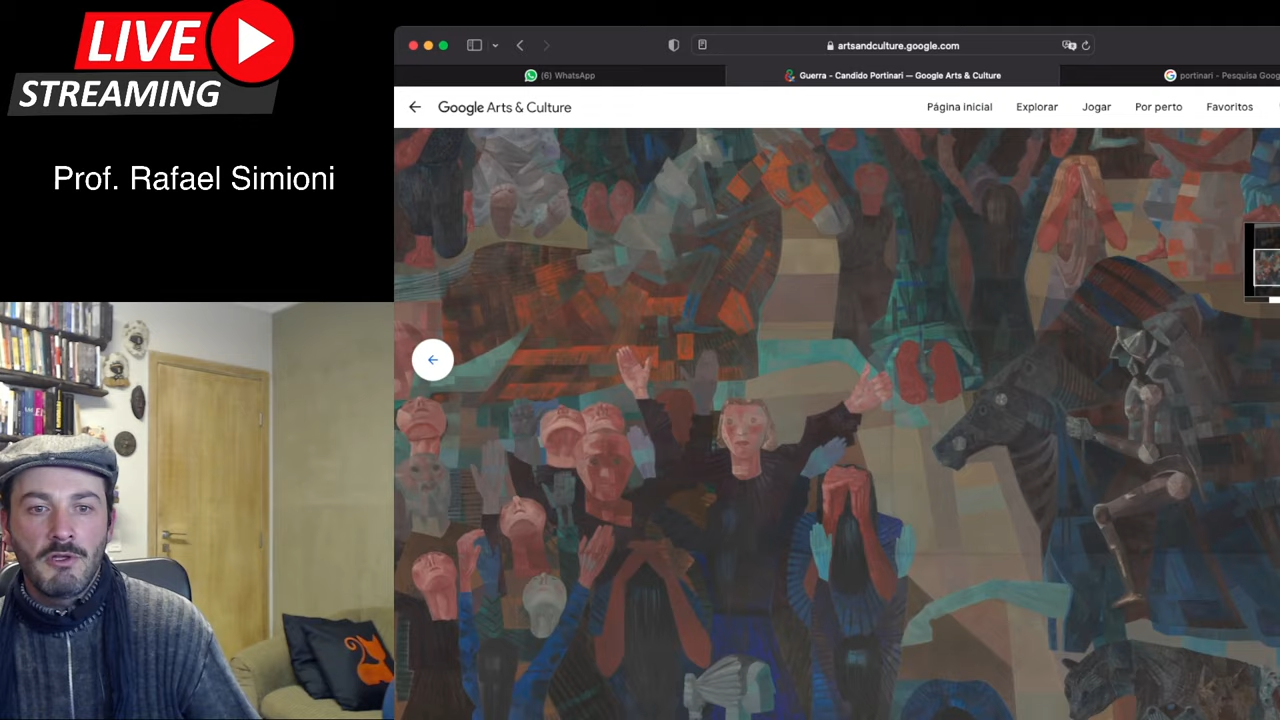 LIVE
STREAMING
Prof. Rafael Simioni
artsandculture.google.com
(6) WhatsApp
Guerra - Candido Portinari — Google Arts & Culture
portinari - Pesquisa Goog
Google Arts & Culture
Página inicial
Explorar
Jogar
Por perto
Favoritos